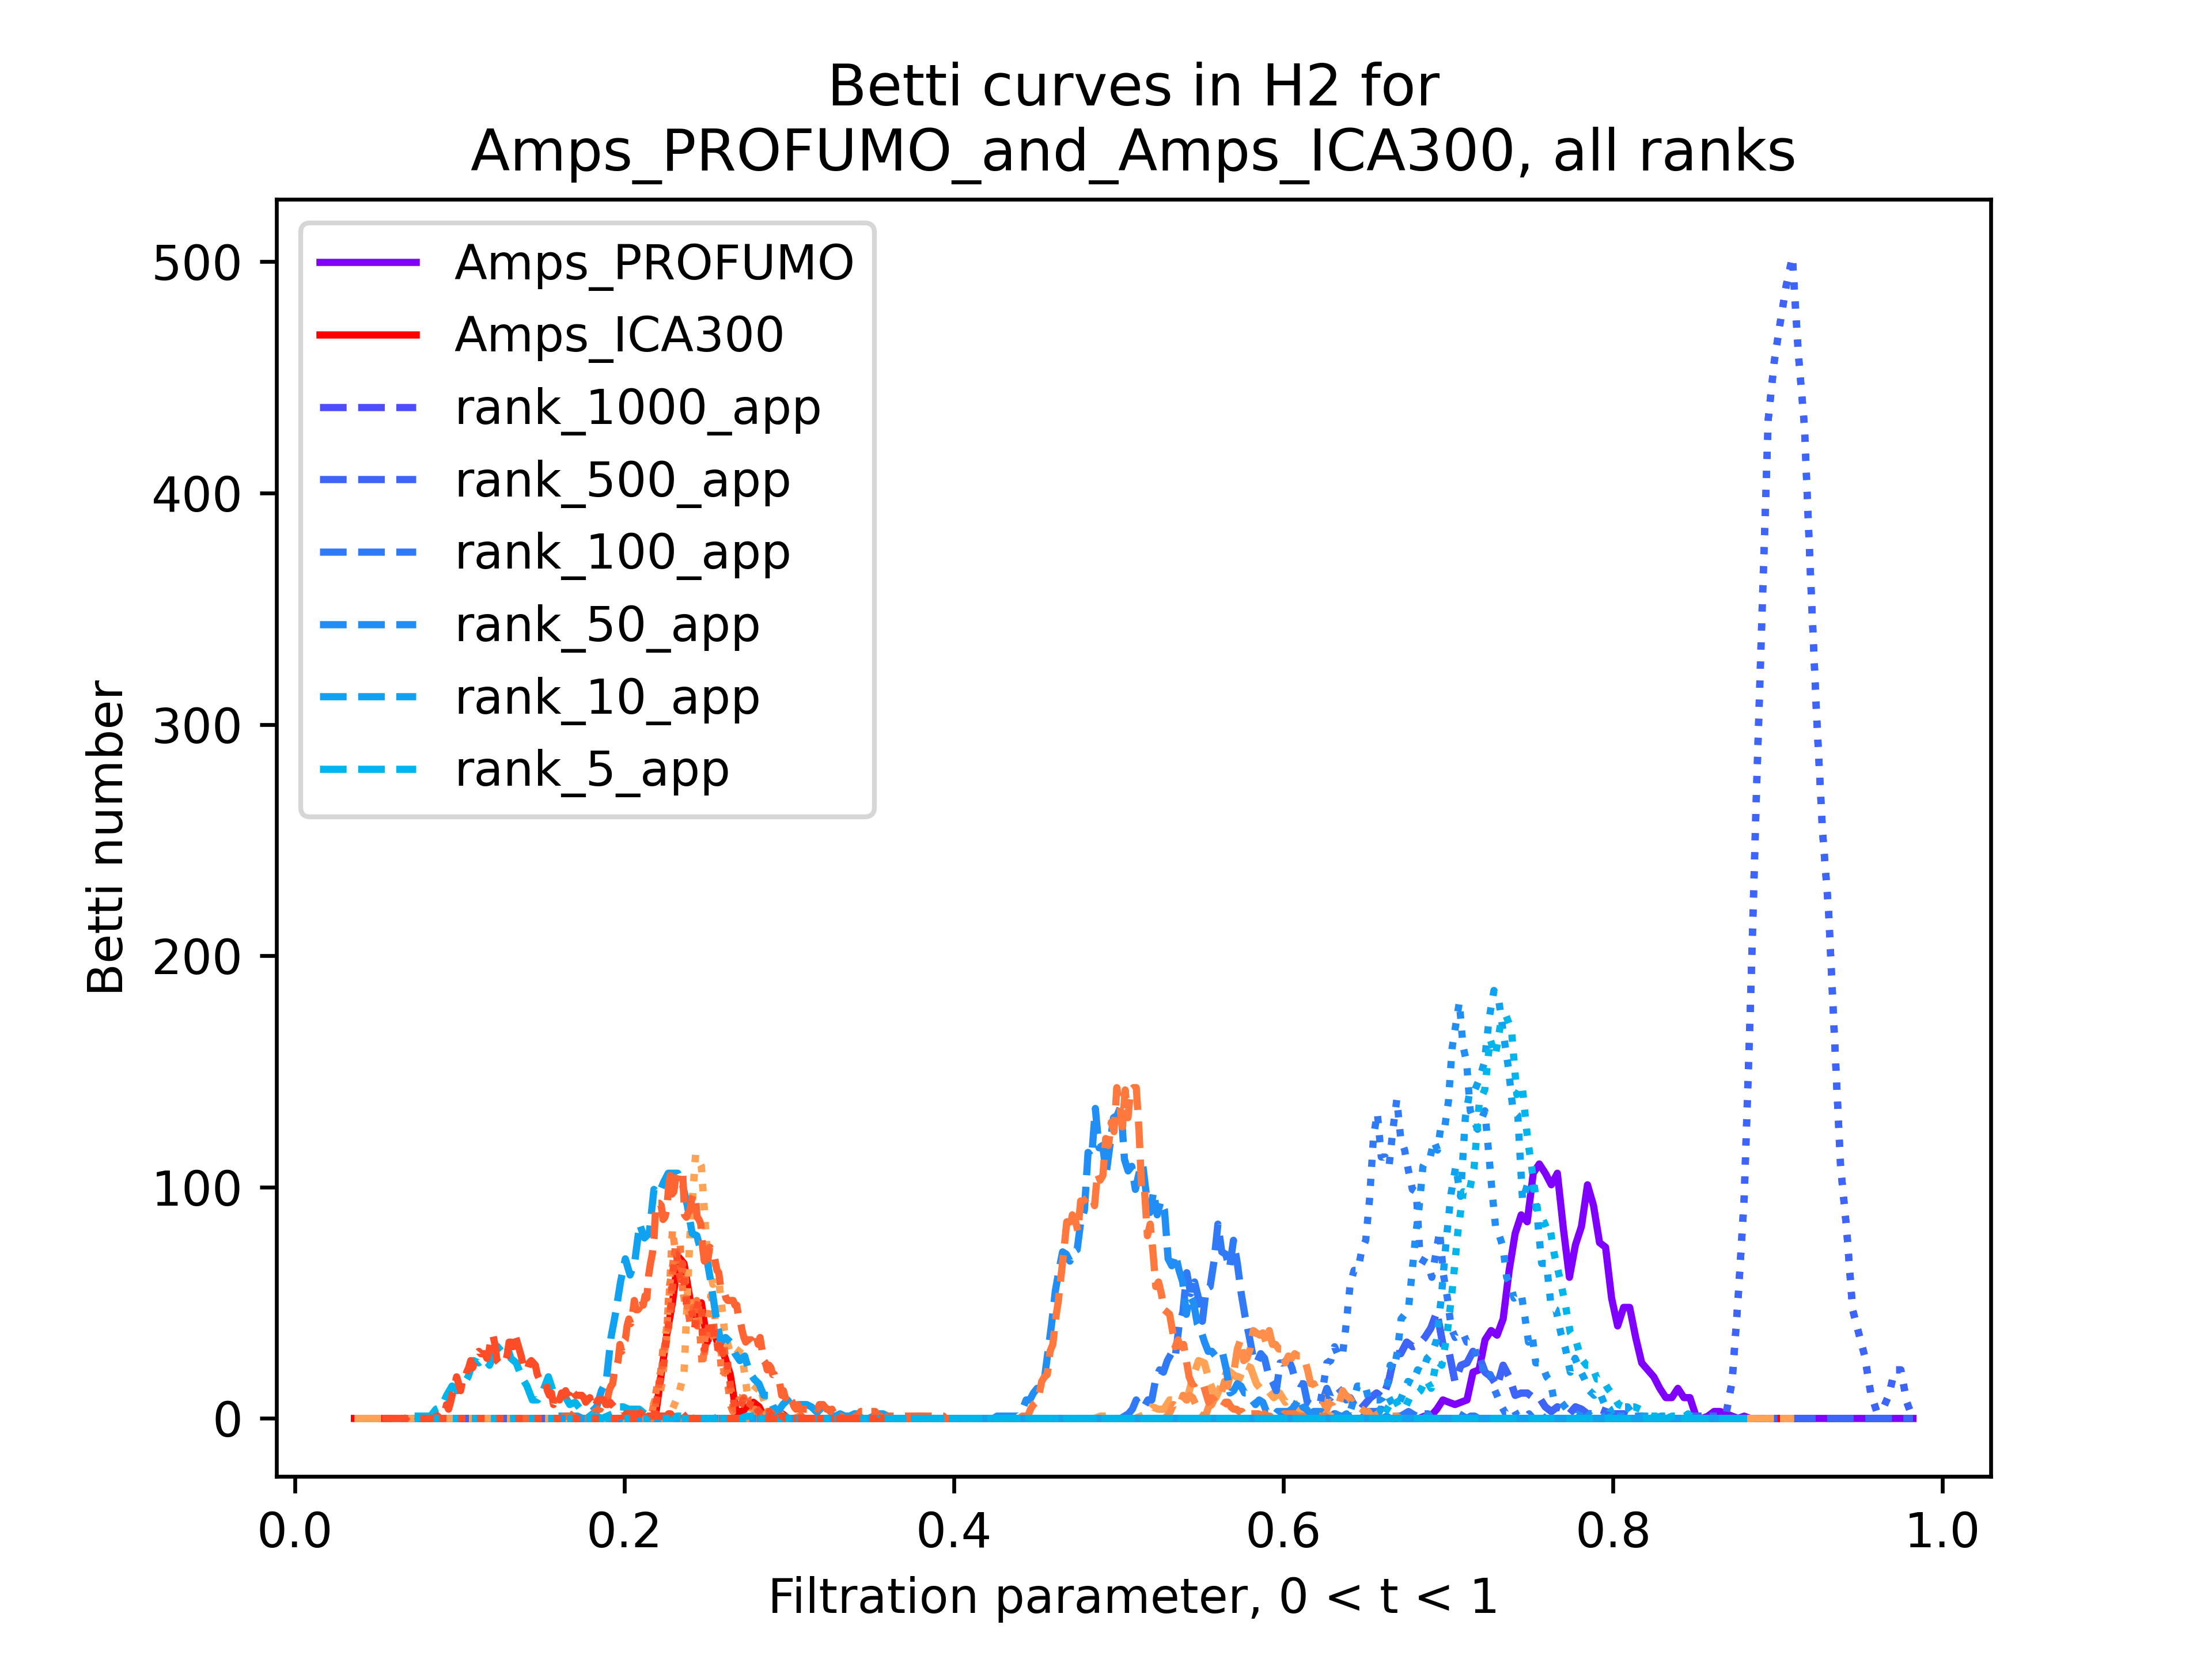 Betti curves in H2 for
Amps_PROFUMO_and_Amps_ICA300, all ranks
Amps_PROFUMO
Amps_ICA300
rank_1000_app
rank_500_app
rank_100_app
rank_50_app
rank_10_app
rank_5_app
500
400
300
200
100
0
Betti number
0.0 0.2 0.4 0.6 0.8 1.0
Filtration parameter, 0 < t < 1